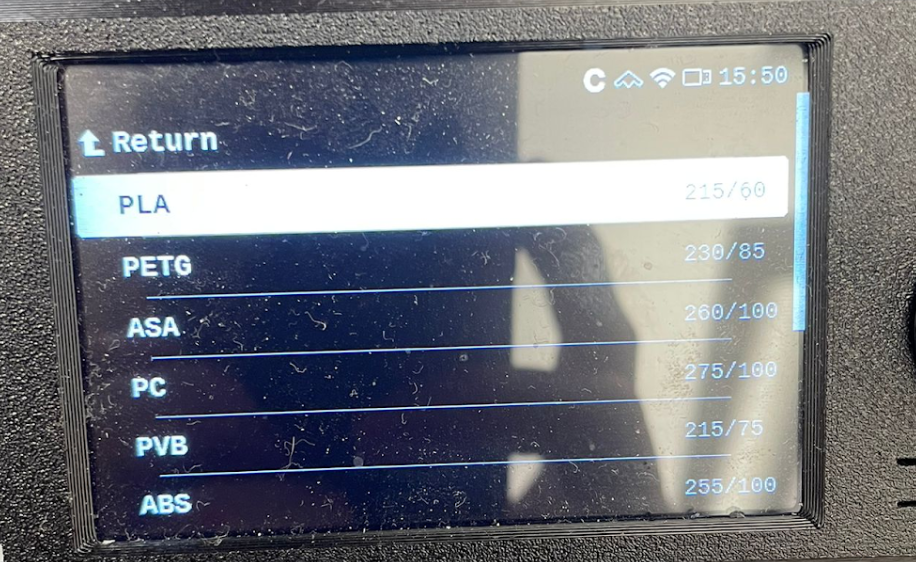 15:50
Return
PLA 215/60
PETG 230/85
ASA 260/100
PC 275/100
PVB 215/75
ABS 255/100